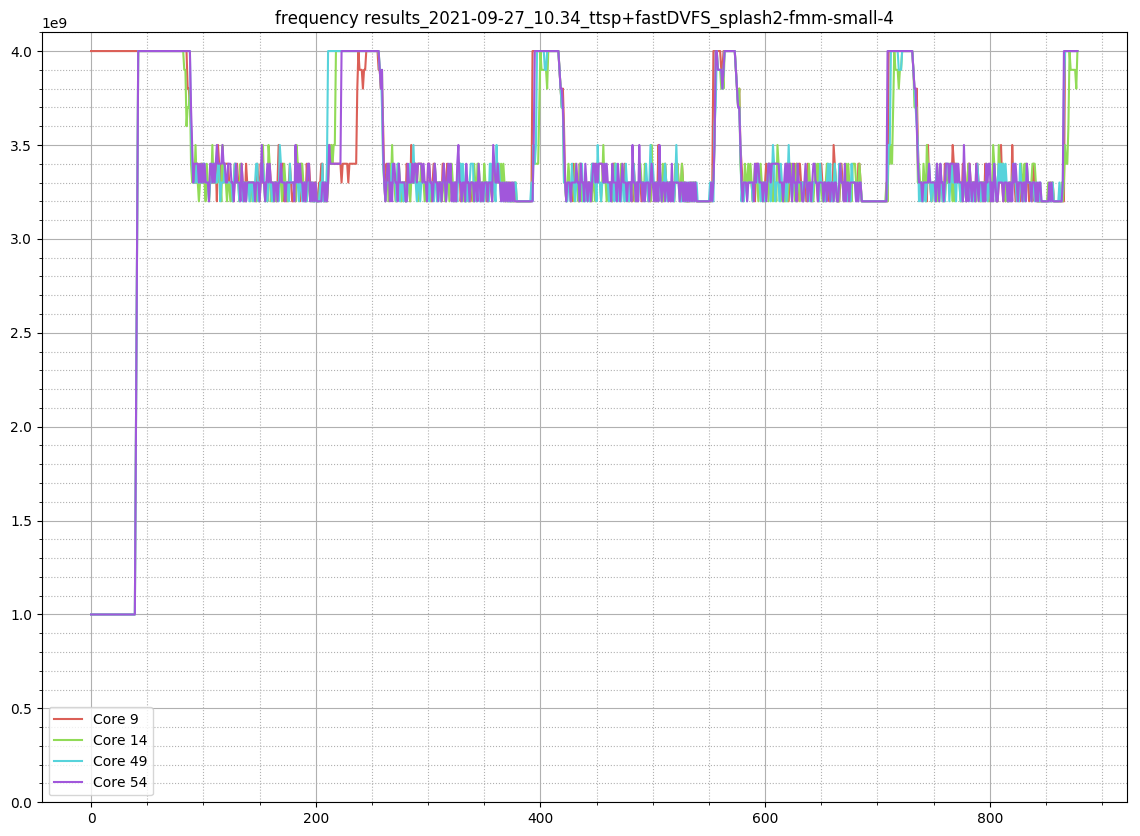 frequency results_2021-09-27_10.34_ttsp+fastDVFS_splash2-fmm-small-4
1e9
4.0
3.5
3.0
2.5
2.0
1.5
1.0
0.5
0.0
Core 9
Core 14
Core 49
Core 54
0 200 400 600 800